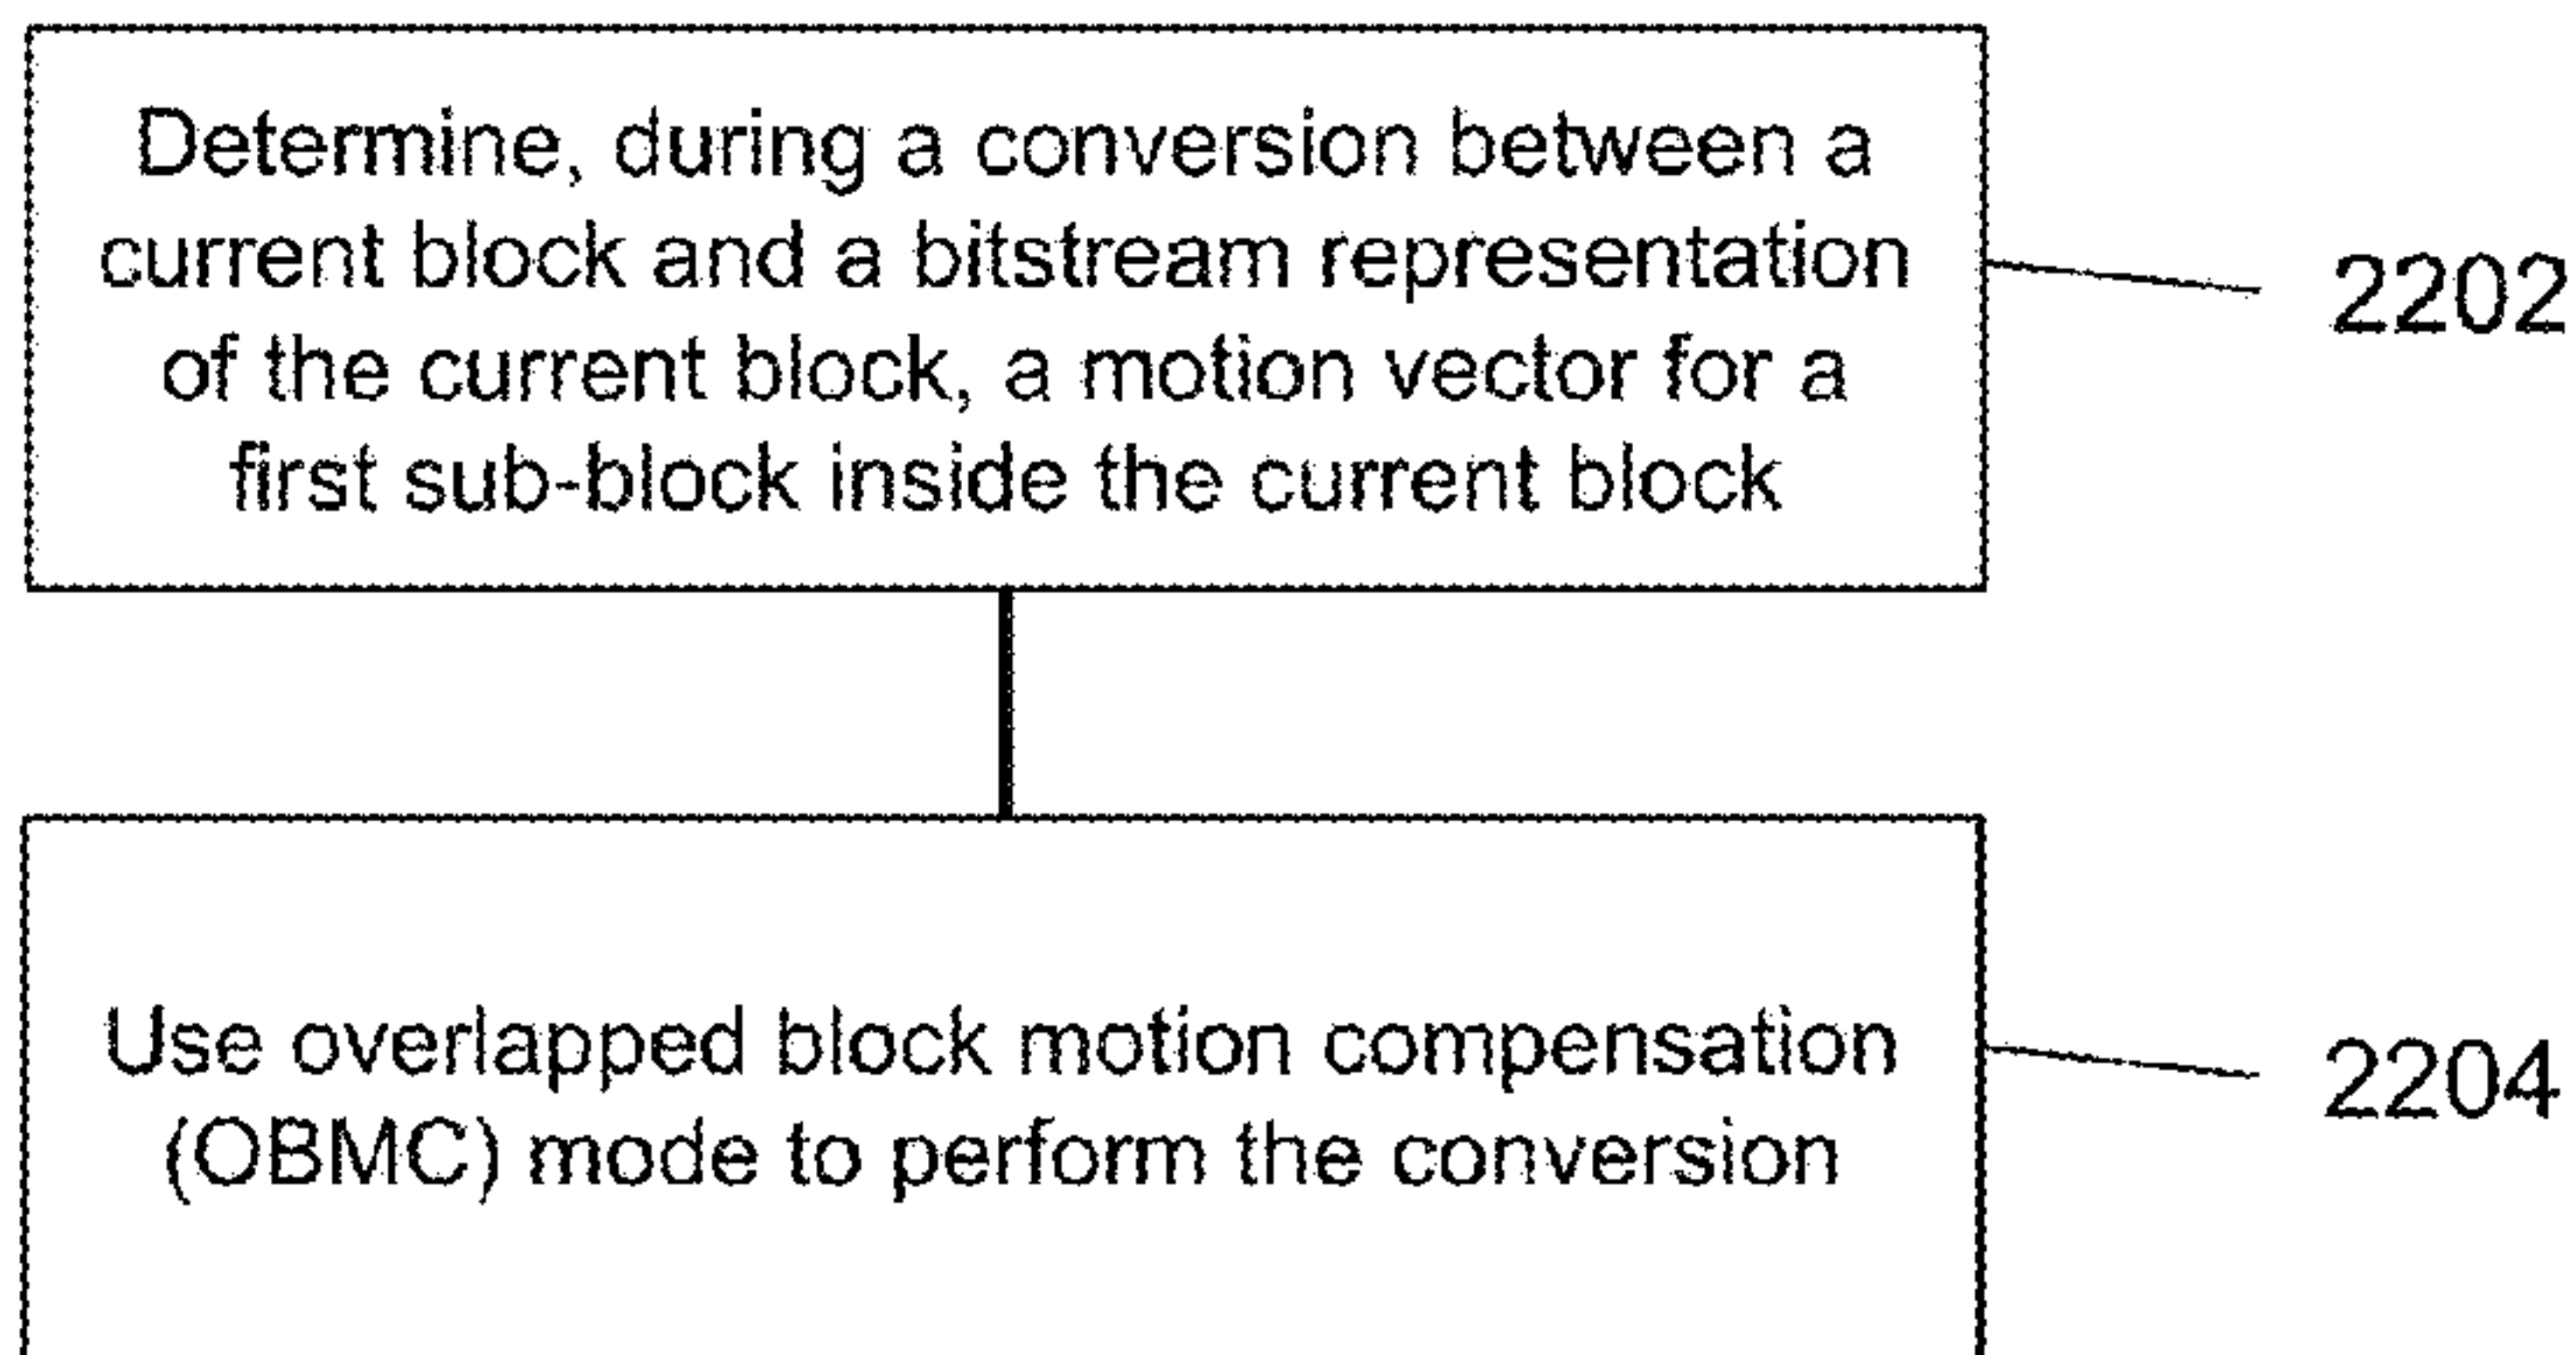 Determine, during a conversion between a
current block and a bitstream representation
of the current block, a motion vector for a
first sub-block inside the current block
2202
Use overlapped block motion compensation
(OBMC) mode to perform the conversion
2204